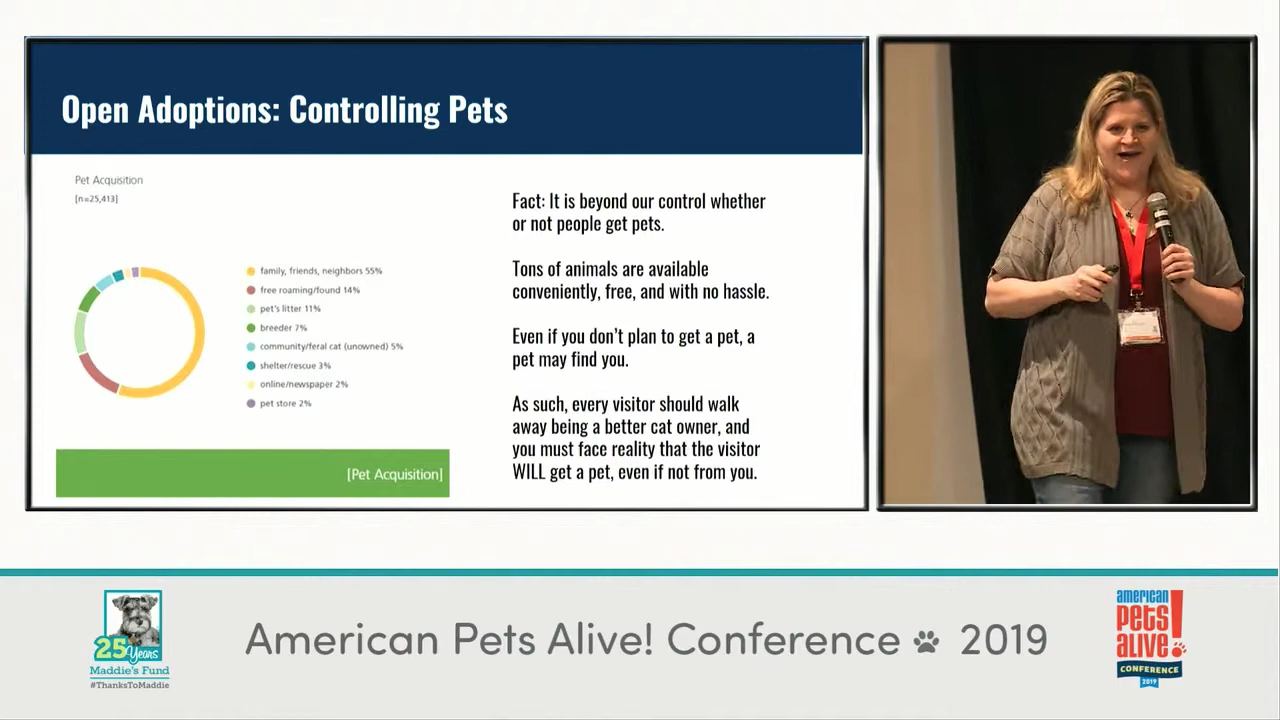 Open Adoptions: Controlling Pets
Pet Acquisition
[n=25,413]
family, friends, neighbors 55%
free roaming/found 14%
pet's litter 11%
breeder 7%
community/feral cat (unowned) 5%
shelter/rescue 3%
online/newspaper 2%
pet store 2%
[Pet Acquisition]
Fact: It is beyond our control whether
or not people get pets.
Tons of animals are available
conveniently, free, and with no hassle.
Even if you don't plan to get a pet, a
pet may find you.
As such, every visitor should walk
away being a better cat owner, and
you must face reality that the visitor
WILL get a pet, even if not from you.
25 Years
Maddie's Fund
#ThanksToMaddie
American Pets Alive! Conference 2019
american
pets
alive!
CONFERENCE
2019